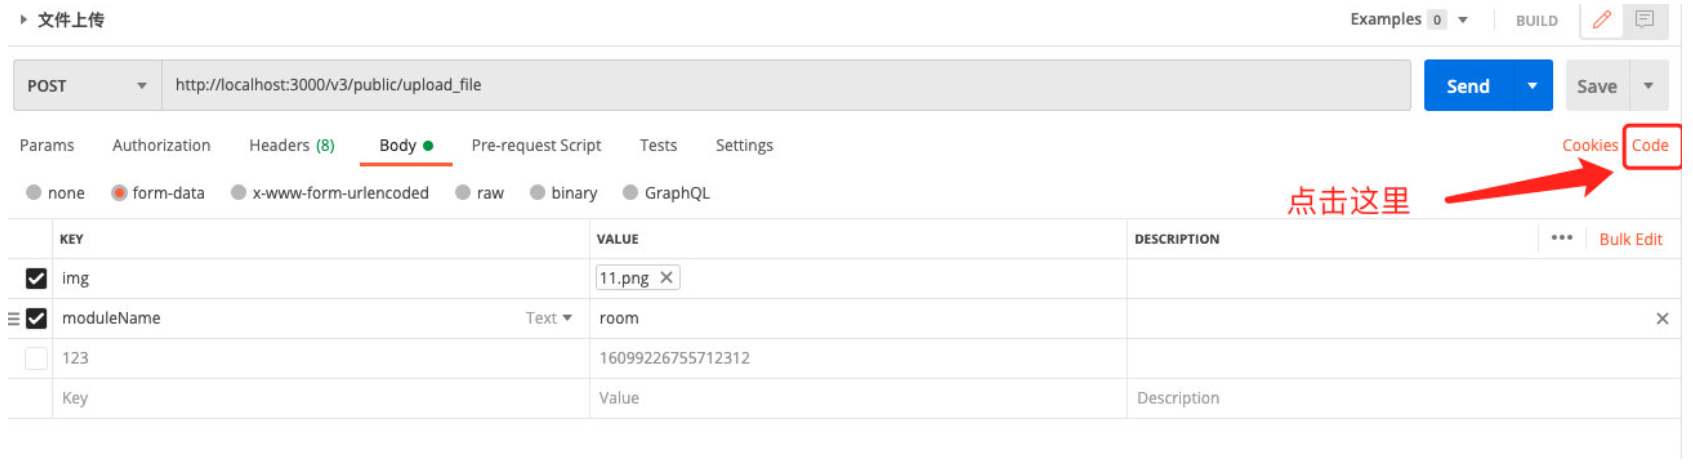 文件上传 Examples 0 BUILD
POST http://localhost:3000/v3/public/upload_file Send Save
Params Authorization Headers (8) Body Pre-request Script Tests Settings Cookies Code
none form-data x-www-form-urlencoded raw binary GraphQL
点击这里
KEY VALUE DESCRIPTION ••• Bulk Edit
img 11.png
moduleName Text room
123 16099226755712312
Key Value Description